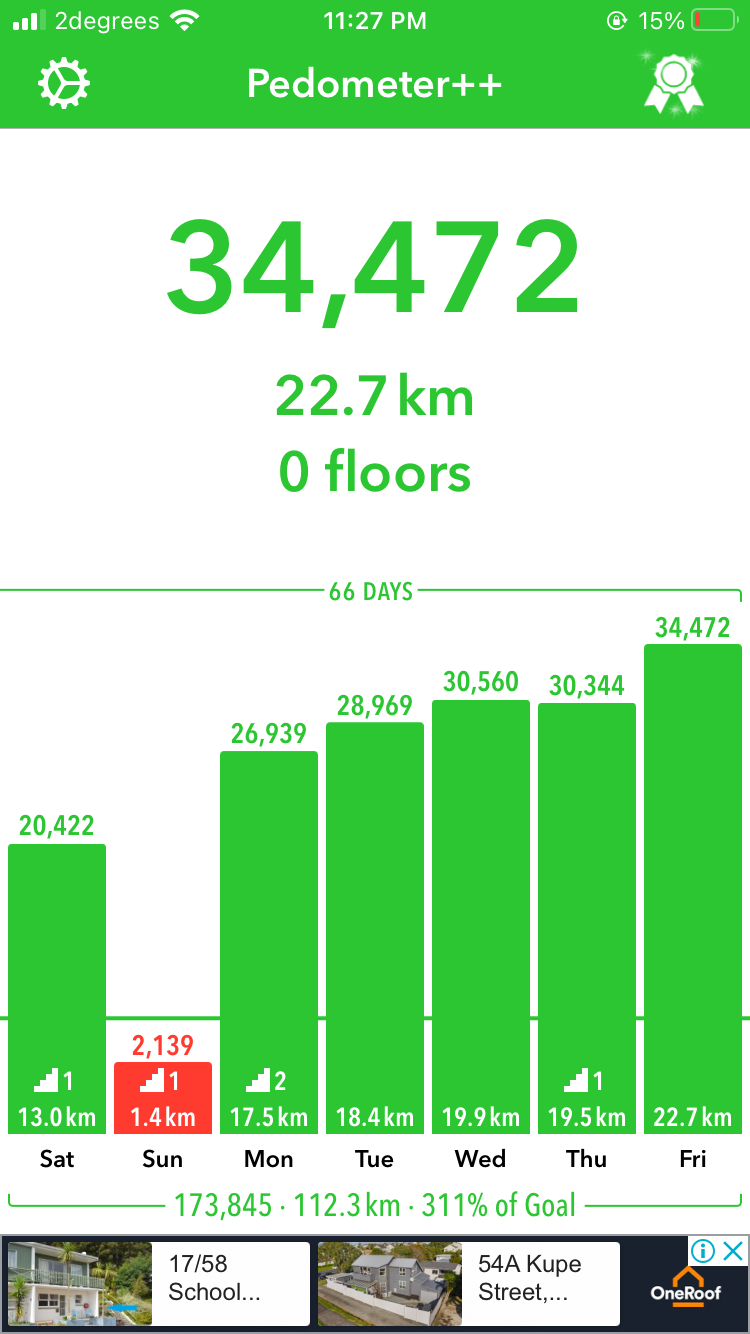 2degrees 11:27 PM 15%
Pedometer++
34,472
22.7 km
0 floors
66 DAYS
34,472
30,560
30,344
28,969
26,939
20,422
2,139
1
1
2
1
13.0 km
1.4 km
17.5 km
18.4 km
19.9 km
19.5 km
22.7 km
Sat
Sun
Mon
Tue
Wed
Thu
Fri
173,845 · 112.3 km · 311% of Goal
17/58
School...
54A Kupe
Street,...
OneRoof